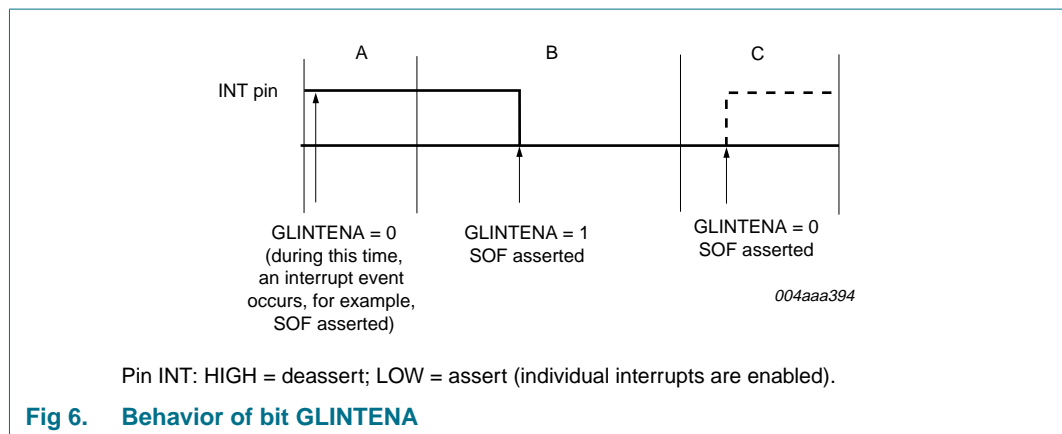 A
B
C
INT pin
GLINTENA = 0
(during this time,
an interrupt event
occurs, for example,
SOF asserted)
GLINTENA = 1
SOF asserted
GLINTENA = 0
SOF asserted
004aaa394
Pin INT: HIGH = deassert; LOW = assert (individual interrupts are enabled).
Fig 6. Behavior of bit GLINTENA